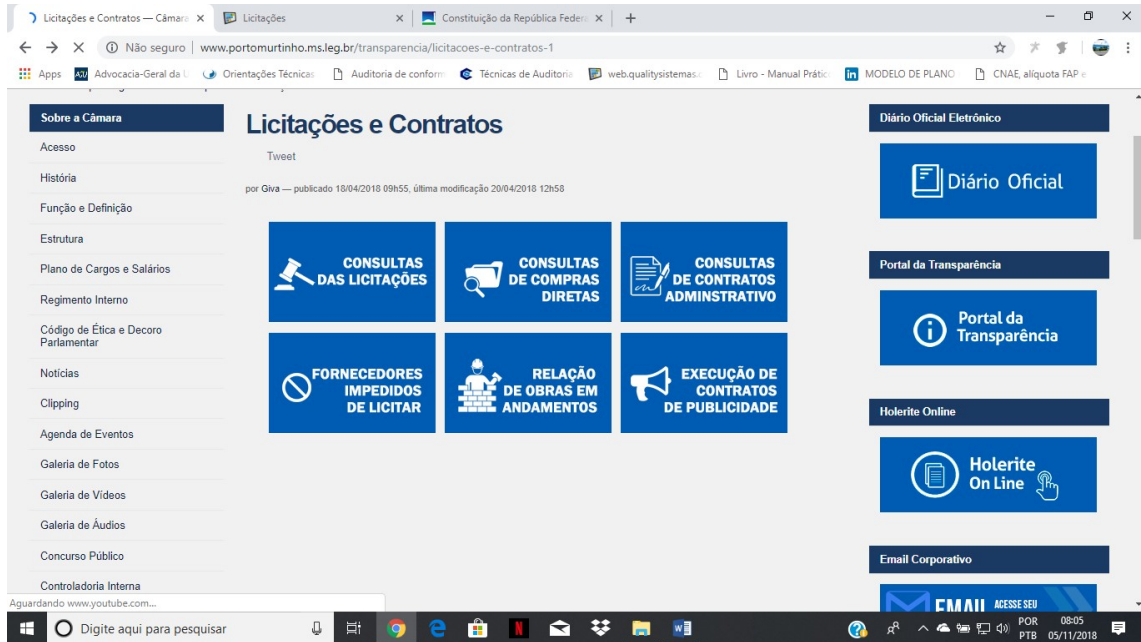 Licitações e Contratos — Câmara
Licitações
Constituição da República Feder
Não seguro | www.portomurtinho.ms.leg.br/transparencia/licitacoes-e-contratos-1
Apps
AGU
Advocacia-Geral da U
Orientações Técnicas
Auditoria de conform
Técnicas de Auditoria
web.qualitysistemas.c
Livro - Manual Prátic
in
MODELO DE PLANO
CNAE, alíquota FAP e
Sobre a Câmara
Acesso
História
Função e Definição
Estrutura
Plano de Cargos e Salários
Regimento Interno
Código de Ética e Decoro
Parlamentar
Notícias
Clipping
Agenda de Eventos
Galeria de Fotos
Galeria de Vídeos
Galeria de Áudios
Concurso Público
Controladoria Interna
Licitações e Contratos
Tweet
por Giva — publicado 18/04/2018 09h55, última modificação 20/04/2018 12h58
CONSULTAS
DAS LICITAÇÕES
CONSULTAS
DE COMPRAS
DIRETAS
CONSULTAS
DE CONTRATOS
ADMINSTRATIVO
FORNECEDORES
IMPEDIDOS
DE LICITAR
RELAÇÃO
DE OBRAS EM
ANDAMENTOS
EXECUÇÃO DE
CONTRATOS
DE PUBLICIDADE
Diário Oficial Eletrônico
Diário Oficial
Portal da Transparência
Portal da
Transparência
Holerite Online
Holerite
On Line
Email Corporativo
EMAIL
ACESSE SEU
Aguardando www.youtube.com...
Digite aqui para pesquisar
POR
PTB
08:05
05/11/2018